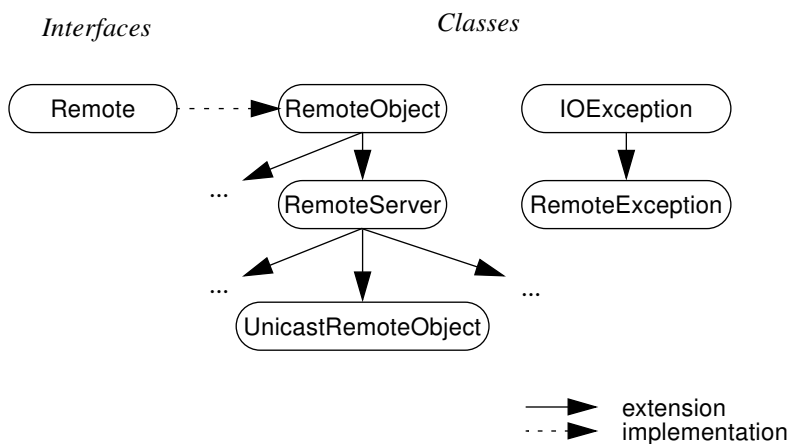 Interfaces
Classes
Remote
RemoteObject
IOException
...
RemoteServer
RemoteException
...
...
UnicastRemoteObject
extension
implementation